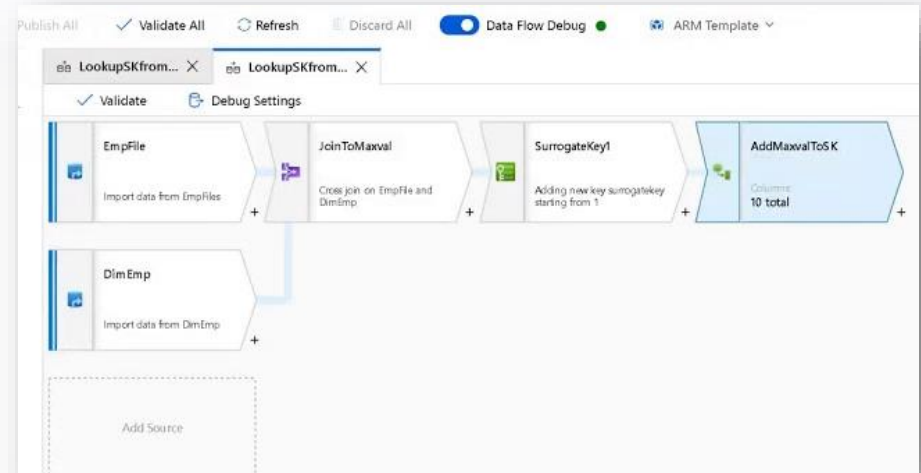 Publish All Validate All Refresh Discard All Data Flow Debug ARM Template
LookupSKfrom... LookupSKfrom...
Validate Debug Settings
EmpFile
Import data from EmpFiles
+
JoinToMaxval
Cross join on EmpFile and
DimEmp
+
SurrogateKey1
Adding new key surrogatekey
starting from 1
+
AddMaxvalToSK
Columns:
10 total
+
DimEmp
Import data from DimEmp
+
Add Source